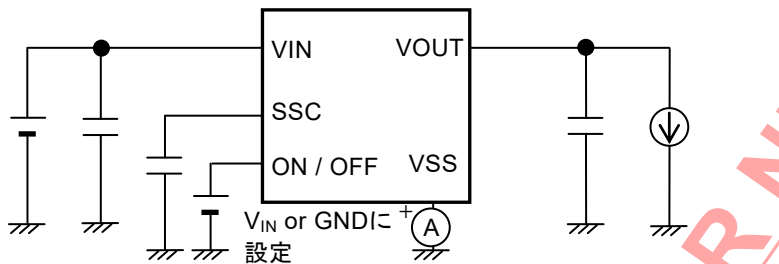 VIN
VOUT
SSC
ON / OFF
VSS
VIN or GNDに
設定
+
A
R N